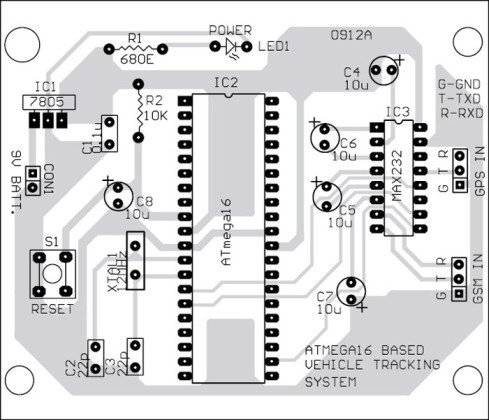 POWER
R1
680E
LED1
0912A
IC1
7805
R2
10K
IC2
C4
10u
G-GND
T-TXD
R-RXD
C1
0.1u
IC3
C6
10u
MAX232
G T R
GPS IN
9V BATT.
CON1
C8
10u
ATmega16
C5
10u
S1
RESET
XTAL1
12MHz
G T R
GSM IN
C7
10u
C2
22p
C3
22p
ATMEGA16 BASED
VEHICLE TRACKING
SYSTEM